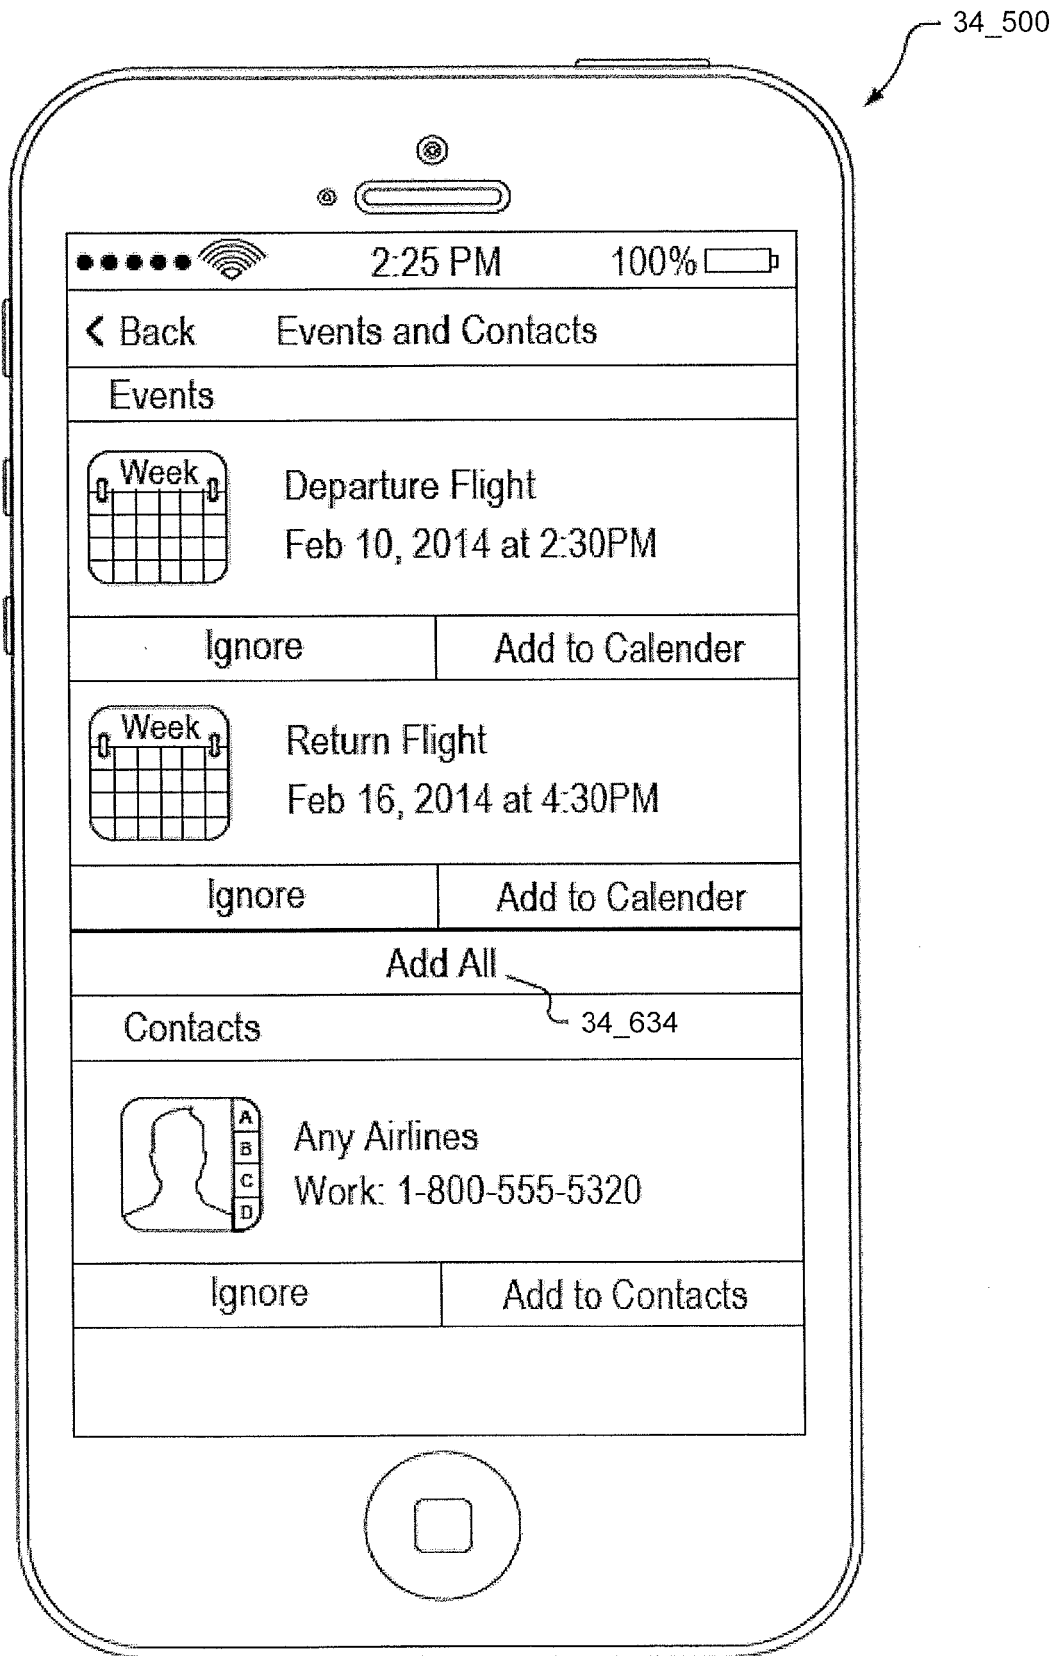 34_500
2:25 PM 100%
< Back Events and Contacts
Events
Week
Departure Flight
Feb 10, 2014 at 2:30PM
Ignore Add to Calender
Week
Return Flight
Feb 16, 2014 at 4:30PM
Ignore Add to Calender
Add All
34_634
Contacts
A
B
C
D
Any Airlines
Work: 1-800-555-5320
Ignore Add to Contacts